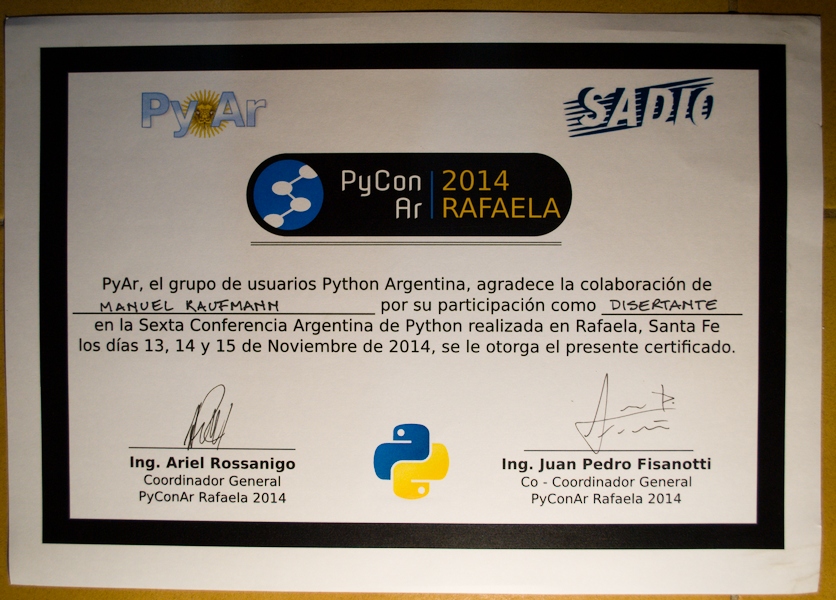 PyAr
SADIO
PyCon Ar 2014 RAFAELA
PyAr, el grupo de usuarios Python Argentina, agradece la colaboración de
MANUEL KAUFMANN por su participación como DISERTANTE
en la Sexta Conferencia Argentina de Python realizada en Rafaela, Santa Fe
los días 13, 14 y 15 de Noviembre de 2014, se le otorga el presente certificado.
Ing. Ariel Rossanigo
Coordinador General
PyConAr Rafaela 2014
Ing. Juan Pedro Fisanotti
Co - Coordinador General
PyConAr Rafaela 2014